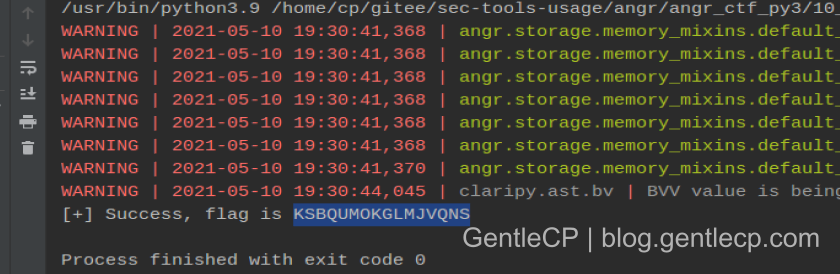 /usr/bin/python3.9 /home/cp/gitee/sec-tools-usage/angr/angr_ctf_py3/10_
WARNING | 2021-05-10 19:30:41,368 | angr.storage.memory_mixins.default_
WARNING | 2021-05-10 19:30:41,368 | angr.storage.memory_mixins.default_
WARNING | 2021-05-10 19:30:41,368 | angr.storage.memory_mixins.default_
WARNING | 2021-05-10 19:30:41,368 | angr.storage.memory_mixins.default_
WARNING | 2021-05-10 19:30:41,368 | angr.storage.memory_mixins.default_
WARNING | 2021-05-10 19:30:41,368 | angr.storage.memory_mixins.default_
WARNING | 2021-05-10 19:30:41,370 | angr.storage.memory_mixins.default_
WARNING | 2021-05-10 19:30:44,045 | claripy.ast.bv | BVV value is being
[+] Success, flag is KSBQUMOKGLMJVQNS
GentleCP | blog.gentlecp.com
Process finished with exit code 0